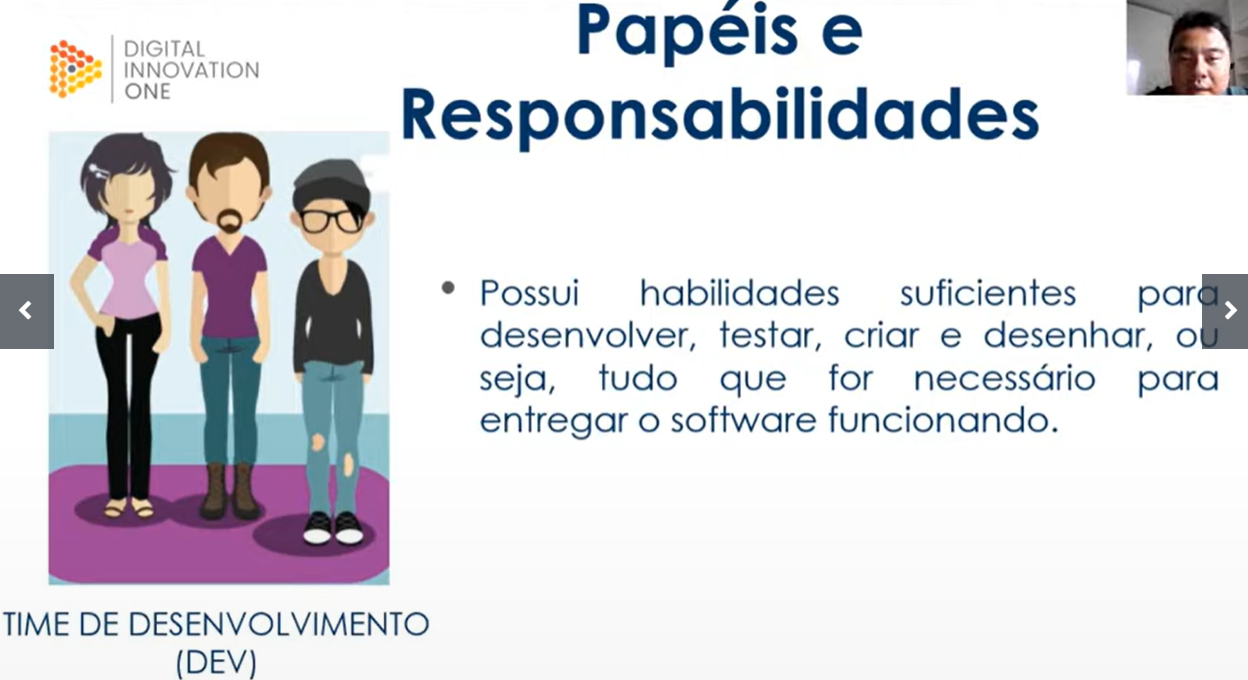 DIGITAL
INNOVATION
ONE
Papéis e
Responsabilidades
• Possui habilidades suficientes para
desenvolver, testar, criar e desenhar, ou
seja, tudo que for necessário para
entregar o software funcionando.
TIME DE DESENVOLVIMENTO
(DEV)